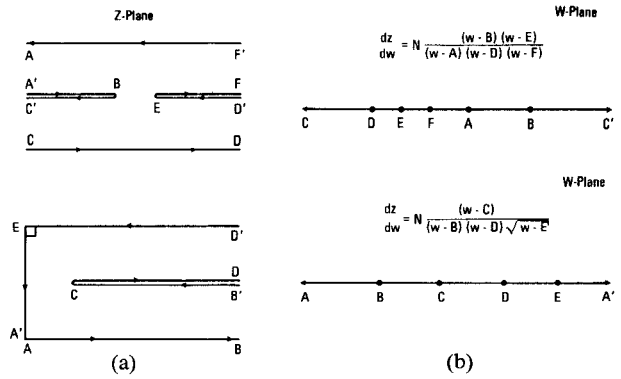 Z-Plane
A F'
A' B F
C' E D'
C D
E D'
D
C B'
A'
A B
(a)
W-Plane
dz/dw = N (w - B) (w - E) / (w - A) (w - D) (w - F)
C D E F A B C'
W-Plane
dz/dw = N (w - C) / (w - B) (w - D) √w - E
A B C D E A'
(b)